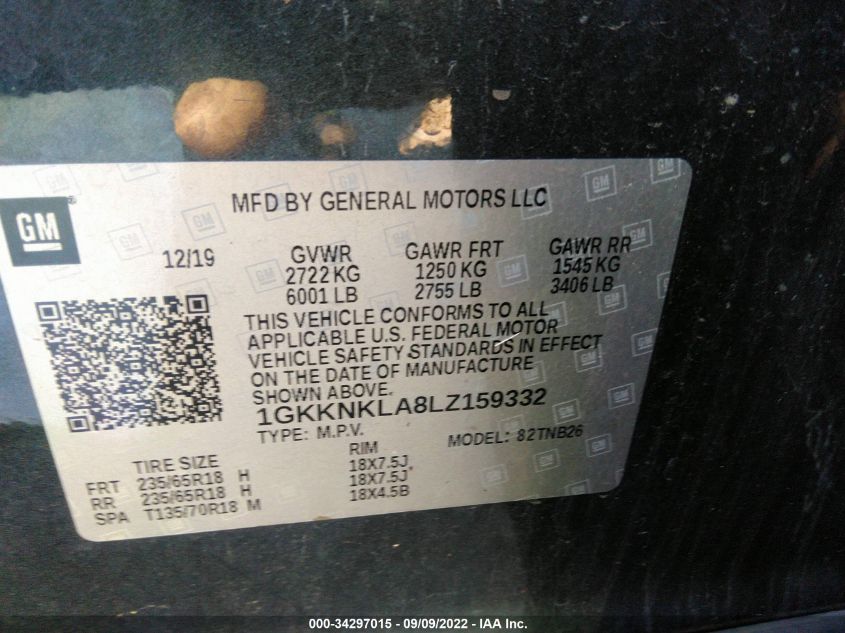 MFD BY GENERAL MOTORS LLC
GM
12/19
GVWR GAWR FRT GAWR RR
2722 KG 1250 KG 1545 KG
6001 LB 2755 LB 3406 LB
THIS VEHICLE CONFORMS TO ALL
APPLICABLE U.S. FEDERAL MOTOR
VEHICLE SAFETY STANDARDS IN EFFECT
ON THE DATE OF MANUFACTURE
SHOWN ABOVE.
1GKKNKLA8LZ159332
TYPE: M.P.V. MODEL: 82TNB26
TIRE SIZE RIM
FRT 235/65R18 H 18X7.5J
RR 235/65R18 H 18X7.5J
SPA T135/70R18 M 18X4.5B
000-34297015 - 09/09/2022 - IAA Inc.